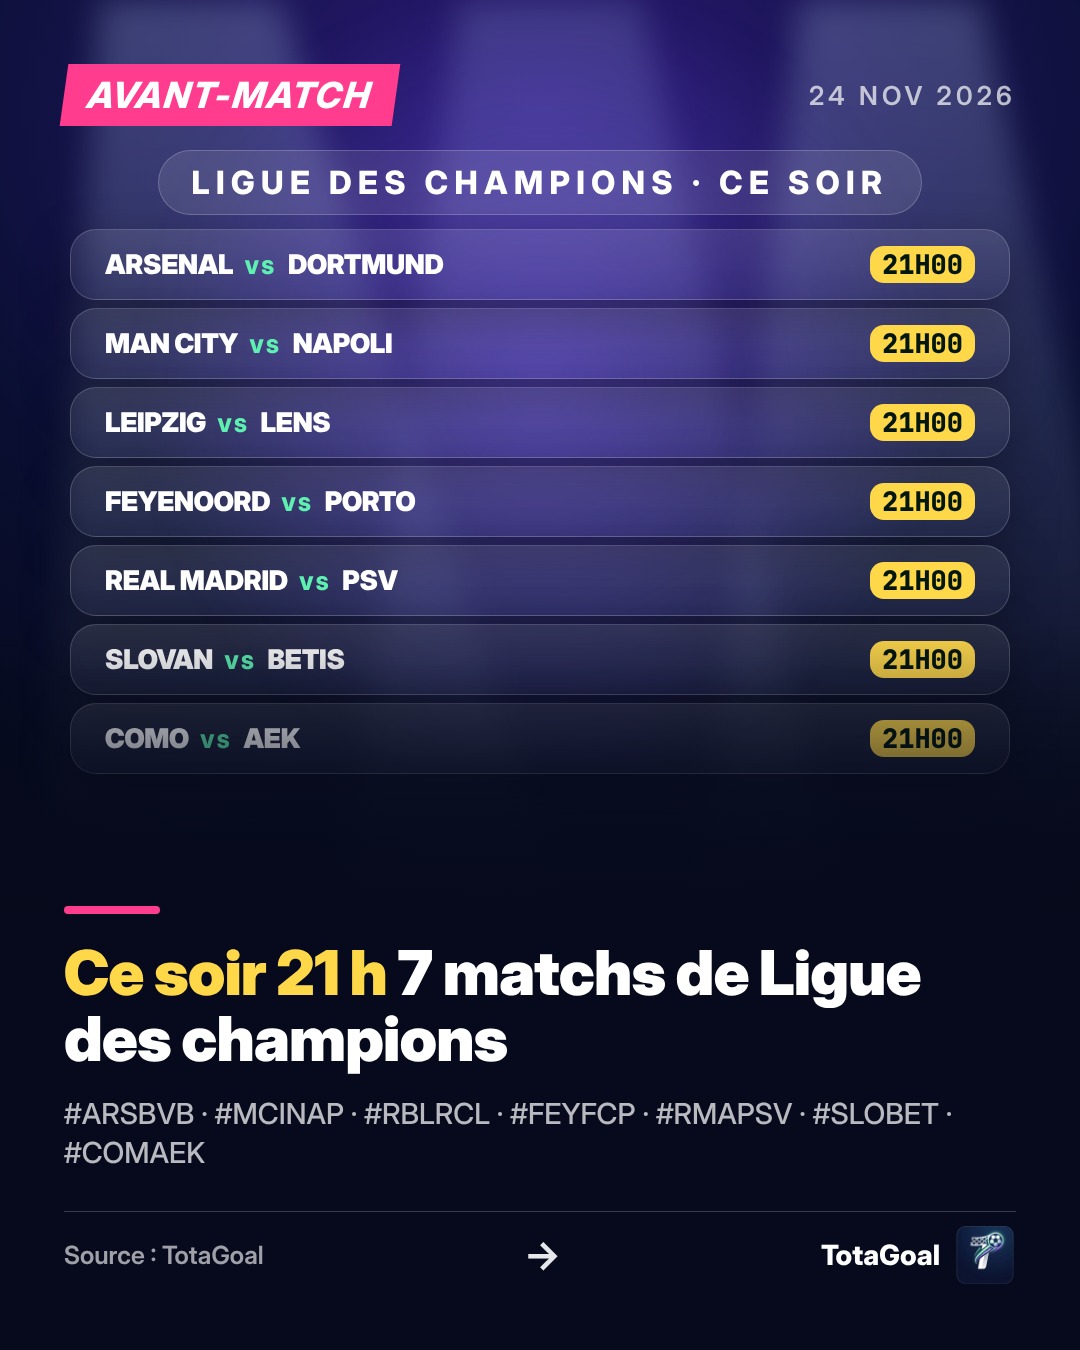 AVANT-MATCH
24 NOV 2026
LIGUE DES CHAMPIONS · CE SOIR
ARSENAL vs DORTMUND 21H00
MAN CITY vs NAPOLI 21H00
LEIPZIG vs LENS 21H00
FEYENOORD vs PORTO 21H00
REAL MADRID vs PSV 21H00
SLOVAN vs BETIS 21H00
COMO vs AEK 21H00
Ce soir 21 h 7 matchs de Ligue
des champions
#ARSBVB · #MCINAP · #RBLRCL · #FEYFCP · #RMAPSV · #SLOBET ·
#COMAEK
Source : TotaGoal
→
TotaGoal